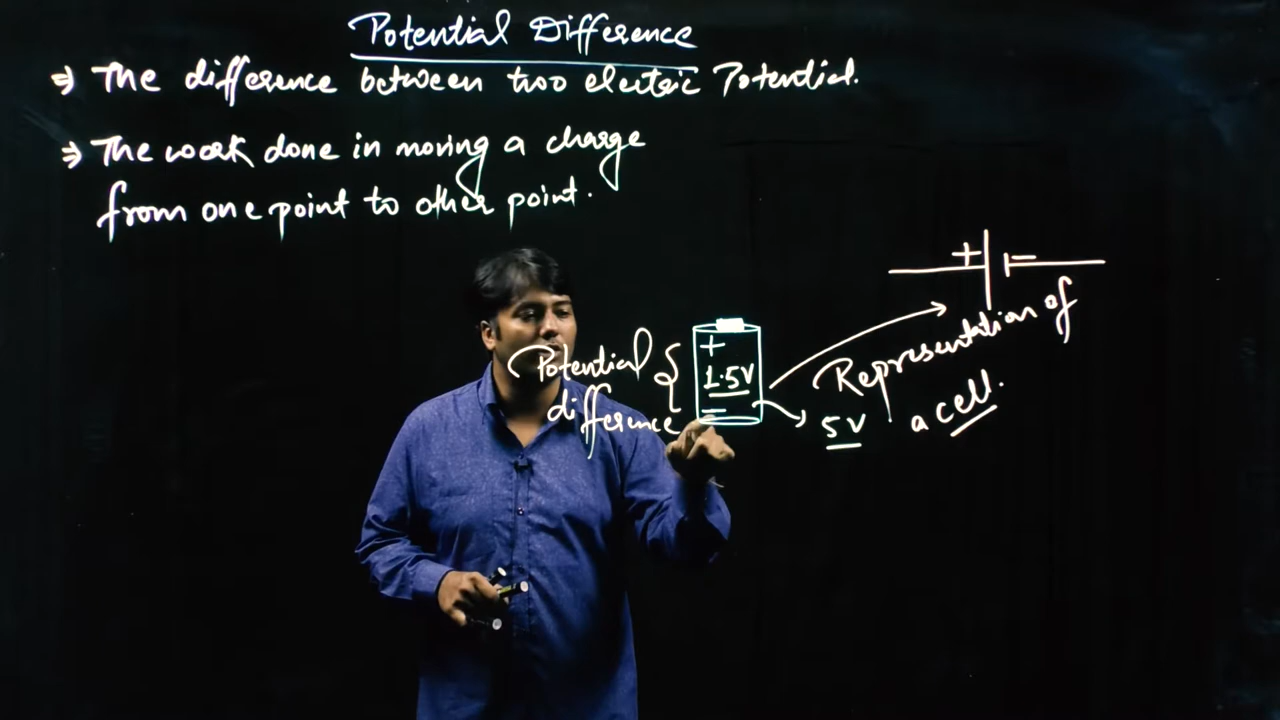 Potential Difference
⇒ The difference between two electric Potential.
⇒ The work done in moving a charge
from one point to other point.
+ -
Potential
difference
+
1.5V
-
5V
Representation of
a cell.